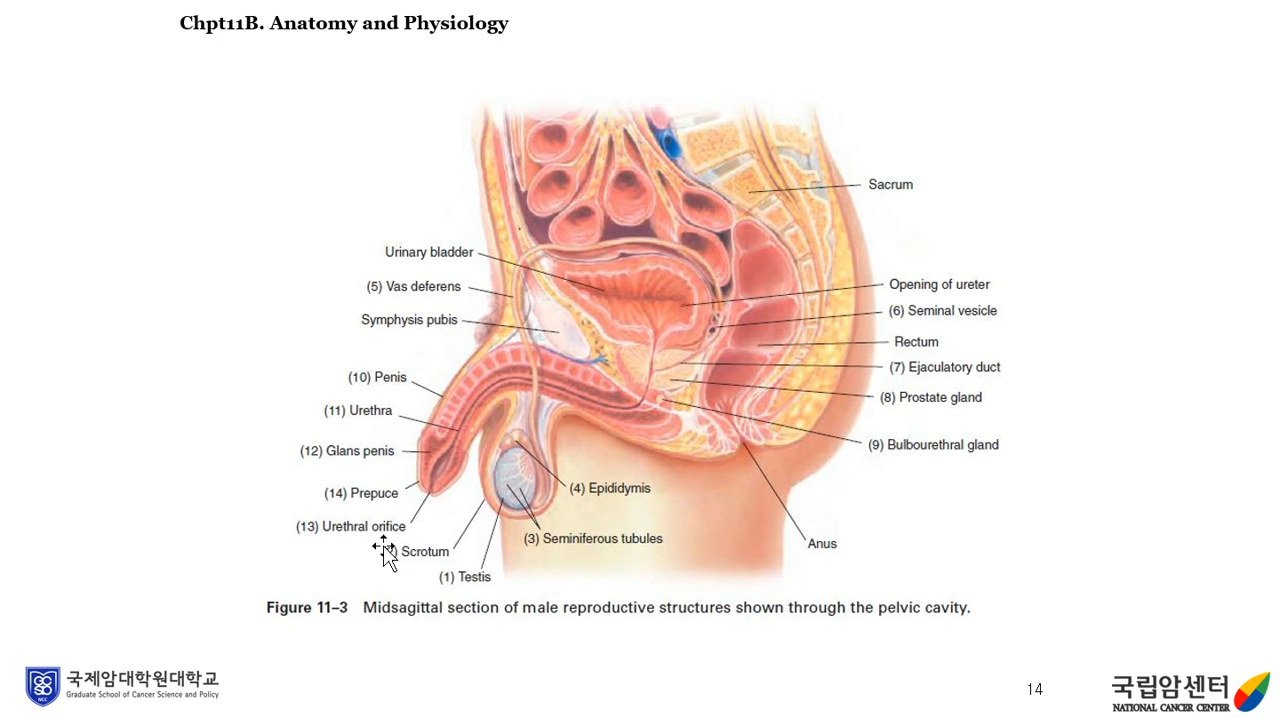 Chpt11B. Anatomy and Physiology
Sacrum
Urinary bladder
Opening of ureter
(5) Vas deferens
(6) Seminal vesicle
Symphysis pubis
Rectum
(7) Ejaculatory duct
(10) Penis
(8) Prostate gland
(11) Urethra
(9) Bulbourethral gland
(12) Glans penis
(4) Epididymis
(14) Prepuce
(13) Urethral orifice
(3) Seminiferous tubules
Anus
Scrotum
(1) Testis
Figure 11–3 Midsagittal section of male reproductive structures shown through the pelvic cavity.
국제암대학원대학교
Graduate School of Cancer Science and Policy
NCC
14
국립암센터
NATIONAL CANCER CENTER